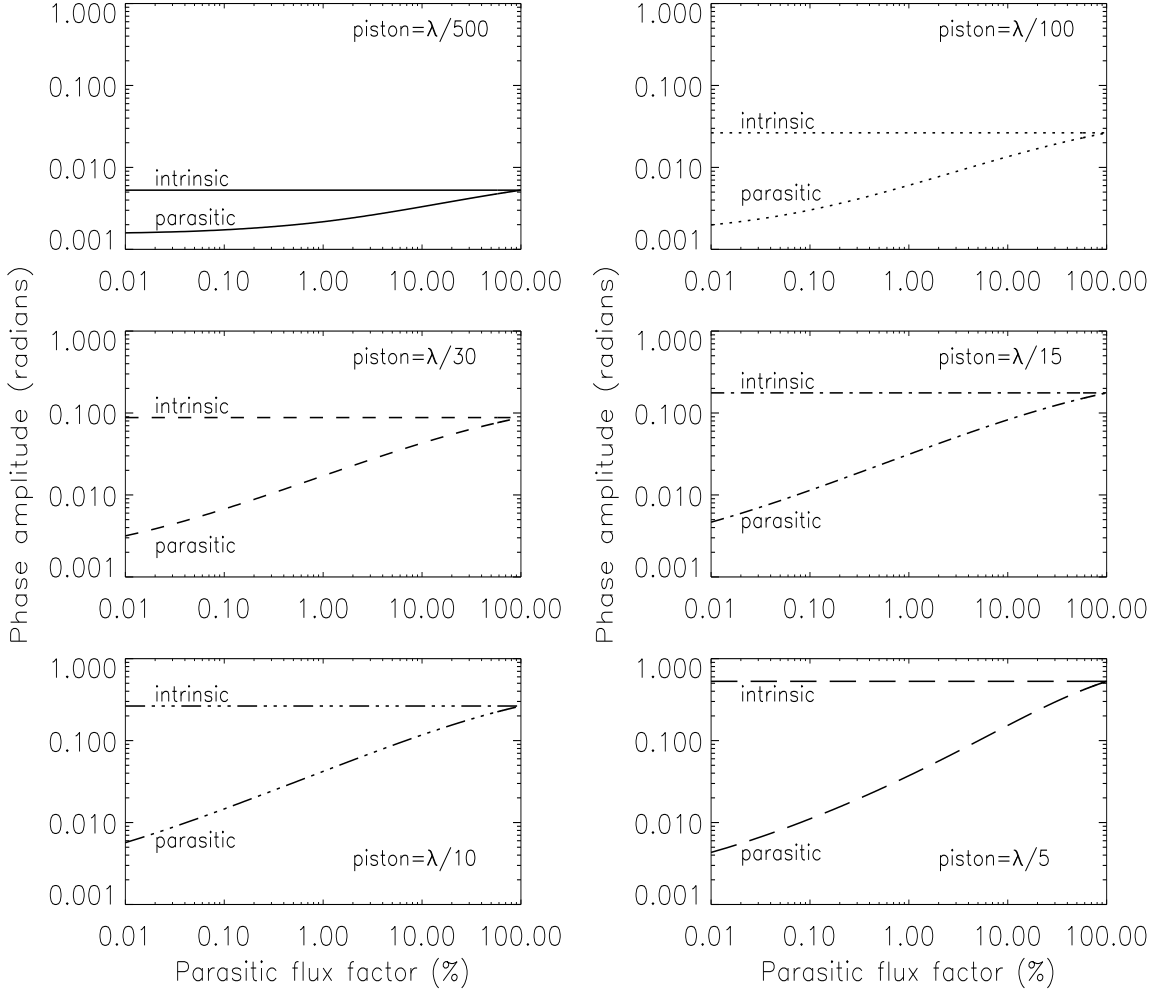 piston=λ/500
1.000
0.100
0.010
0.001
intrinsic
parasitic
0.01 0.10 1.00 10.00 100.00
piston=λ/100
1.000
0.100
0.010
0.001
intrinsic
parasitic
0.01 0.10 1.00 10.00 100.00
Phase amplitude (radians)
piston=λ/30
1.000
0.100
0.010
0.001
intrinsic
parasitic
0.01 0.10 1.00 10.00 100.00
Phase amplitude (radians)
piston=λ/15
1.000
0.100
0.010
0.001
intrinsic
parasitic
0.01 0.10 1.00 10.00 100.00
1.000
0.100
0.010
0.001
intrinsic
parasitic
piston=λ/10
0.01 0.10 1.00 10.00 100.00
Parasitic flux factor (%)
1.000
0.100
0.010
0.001
intrinsic
parasitic
piston=λ/5
0.01 0.10 1.00 10.00 100.00
Parasitic flux factor (%)